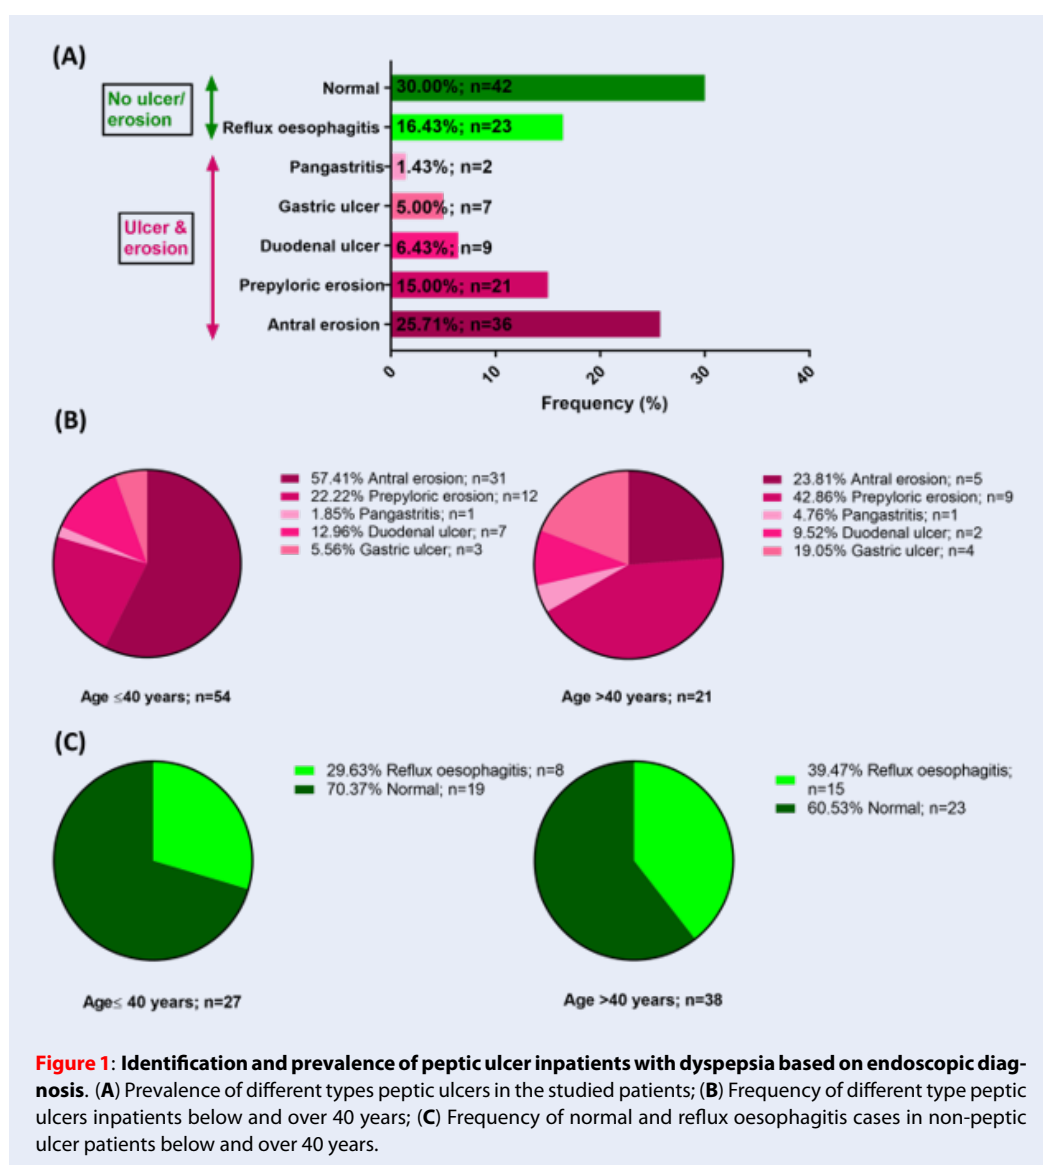 (A)
No ulcer/
erosion
Ulcer &
erosion
Normal 30.00%; n=42
Reflux oesophagitis 16.43%; n=23
Pangastritis 1.43%; n=2
Gastric ulcer 5.00%; n=7
Duodenal ulcer 6.43%; n=9
Prepyloric erosion 15.00%; n=21
Antral erosion 25.71%; n=36
0 10 20 30 40
Frequency (%)
(B)
57.41% Antral erosion; n=31
22.22% Prepyloric erosion; n=12
1.85% Pangastritis; n=1
12.96% Duodenal ulcer; n=7
5.56% Gastric ulcer; n=3
Age ≤40 years; n=54
23.81% Antral erosion; n=5
42.86% Prepyloric erosion; n=9
4.76% Pangastritis; n=1
9.52% Duodenal ulcer; n=2
19.05% Gastric ulcer; n=4
Age >40 years; n=21
(C)
29.63% Reflux oesophagitis; n=8
70.37% Normal; n=19
Age≤ 40 years; n=27
39.47% Reflux oesophagitis;
n=15
60.53% Normal; n=23
Age >40 years; n=38
Figure 1: Identification and prevalence of peptic ulcer inpatients with dyspepsia based on endoscopic diag-
nosis. (A) Prevalence of different types peptic ulcers in the studied patients; (B) Frequency of different type peptic
ulcers inpatients below and over 40 years; (C) Frequency of normal and reflux oesophagitis cases in non-peptic
ulcer patients below and over 40 years.